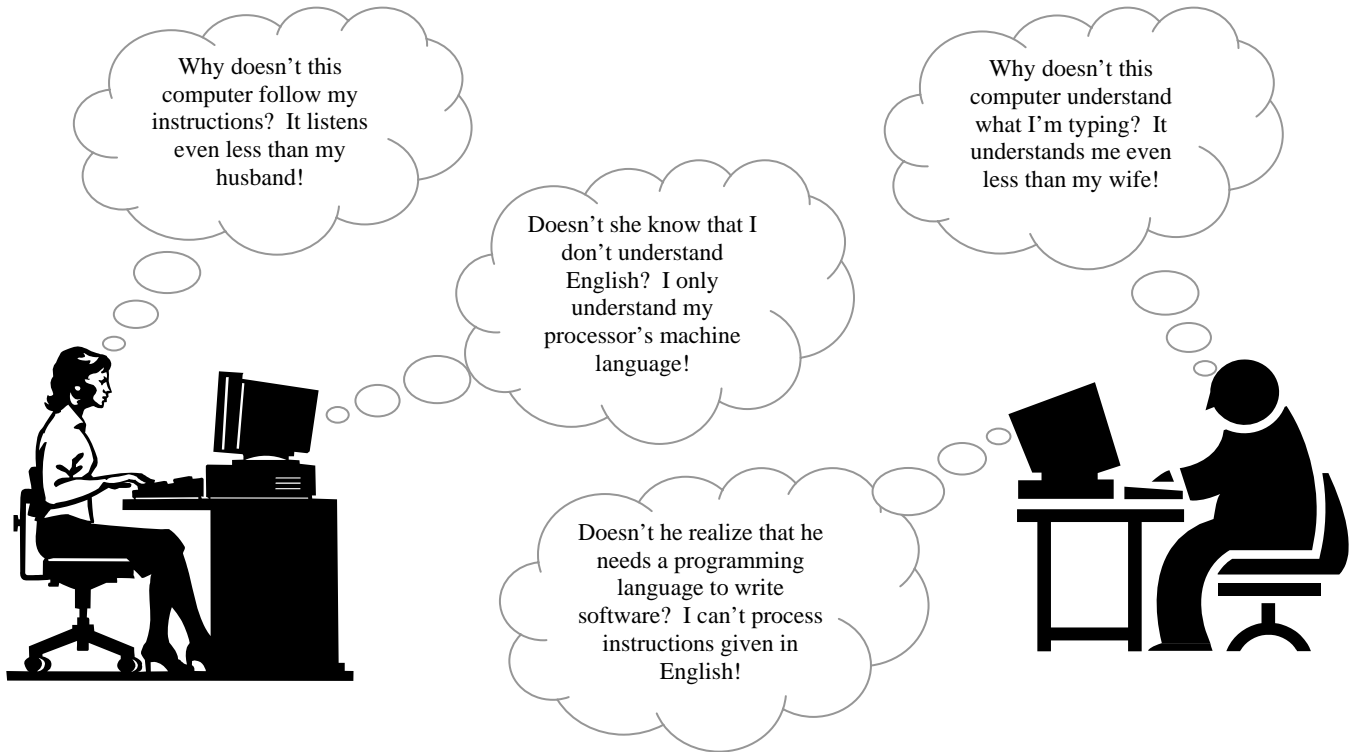 Why doesn’t this
computer follow my
instructions?  It listens
even less than my
husband!
Doesn’t she know that I
don’t understand
English?  I only
understand my
processor’s machine
language!
Why doesn’t this
computer understand
what I’m typing?  It
understands me even
less than my wife!
Doesn’t he realize that he
needs a programming
language to write
software?  I can’t process
instructions given in
English!